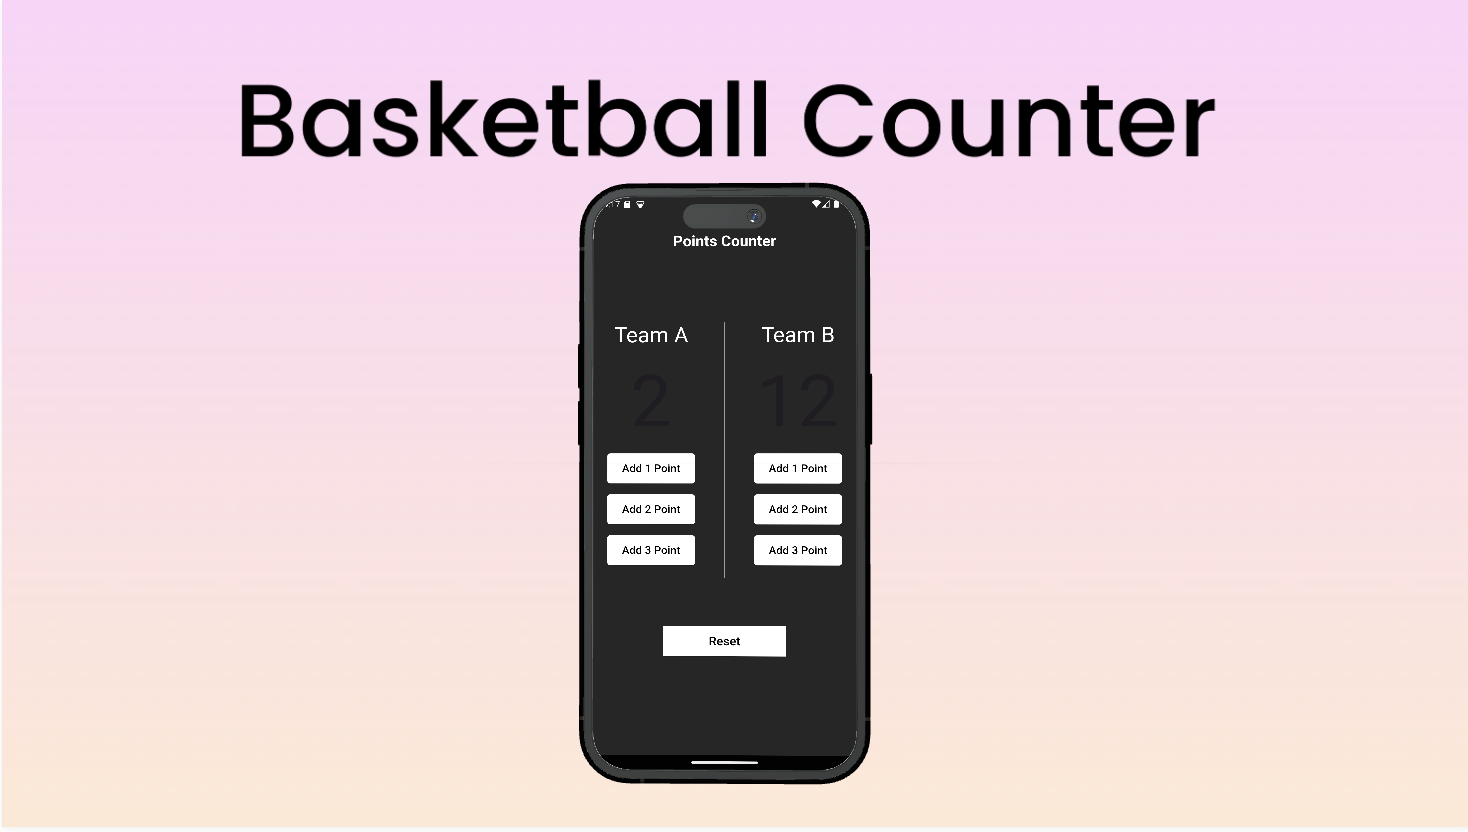 Basketball Counter
Points Counter
Team A
Team B
2
12
Add 1 Point
Add 1 Point
Add 2 Point
Add 2 Point
Add 3 Point
Add 3 Point
Reset